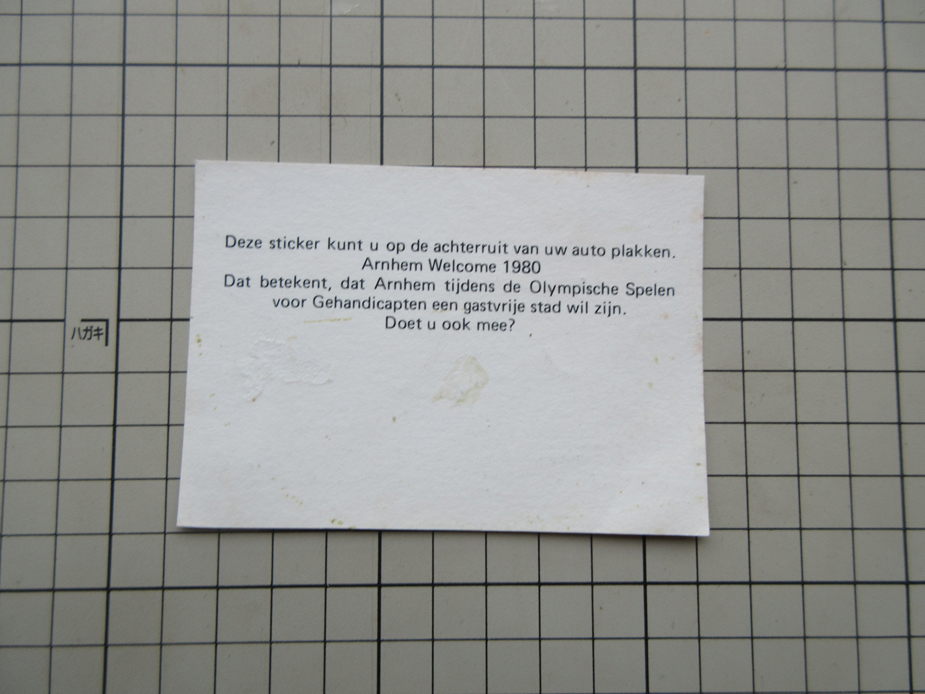 Deze sticker kunt u op de achterruit van uw auto plakken.
Arnhem Welcome 1980
Dat betekent, dat Arnhem tijdens de Olympische Spelen
voor Gehandicapten een gastvrije stad wil zijn.
Doet u ook mee?
ハガキ